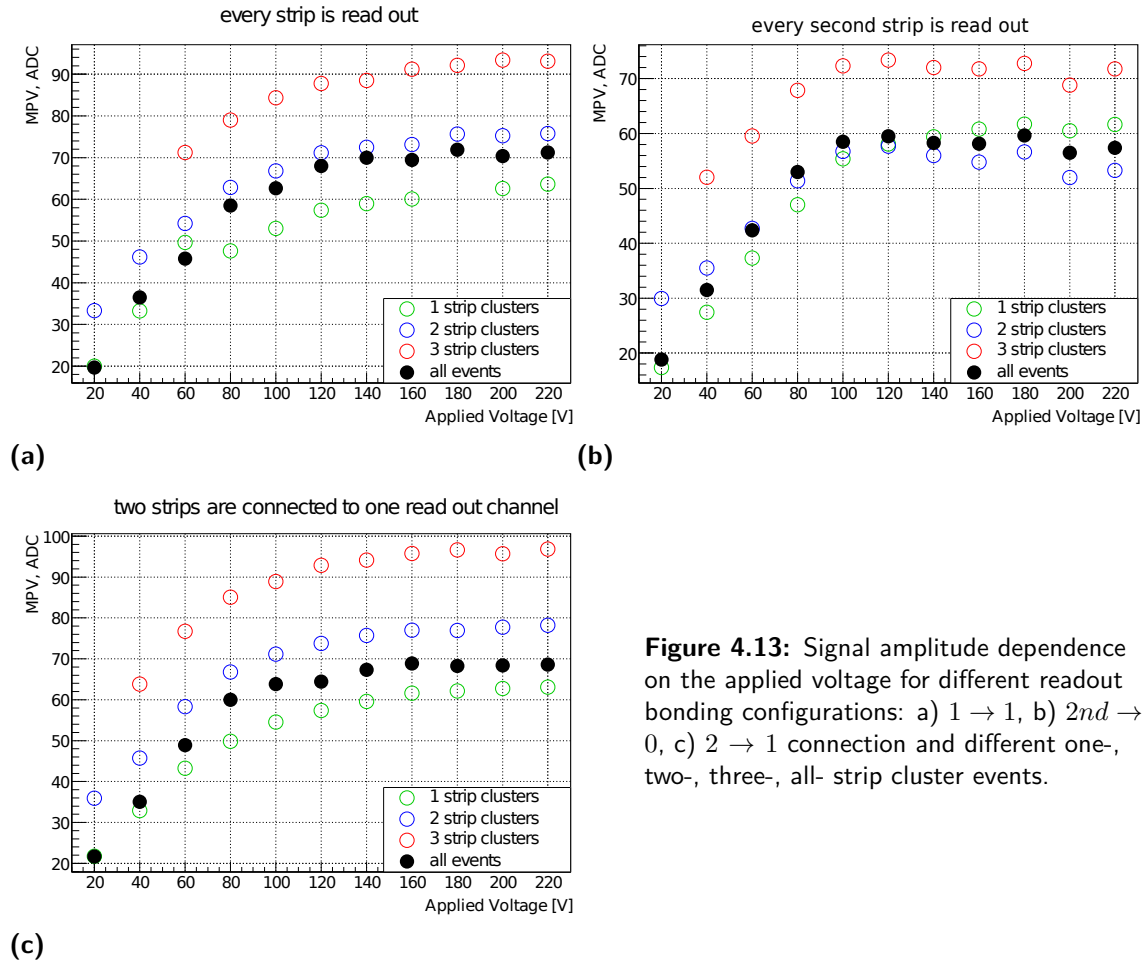 every strip is read out
MPV, ADC
90
80
70
60
50
40
30
20
1 strip clusters
2 strip clusters
3 strip clusters
all events
20 40 60 80 100 120 140 160 180 200 220
Applied Voltage [V]
(a)
every second strip is read out
MPV, ADC
70
60
50
40
30
20
1 strip clusters
2 strip clusters
3 strip clusters
all events
20 40 60 80 100 120 140 160 180 200 220
Applied Voltage [V]
(b)
two strips are connected to one read out channel
MPV, ADC
100
90
80
70
60
50
40
30
20
1 strip clusters
2 strip clusters
3 strip clusters
all events
20 40 60 80 100 120 140 160 180 200 220
Applied Voltage [V]
(c)
Figure 4.13: Signal amplitude dependence
on the applied voltage for different readout
bonding configurations: a) 1 → 1, b) 2nd →
0, c) 2 → 1 connection and different one-,
two-, three-, all- strip cluster events.